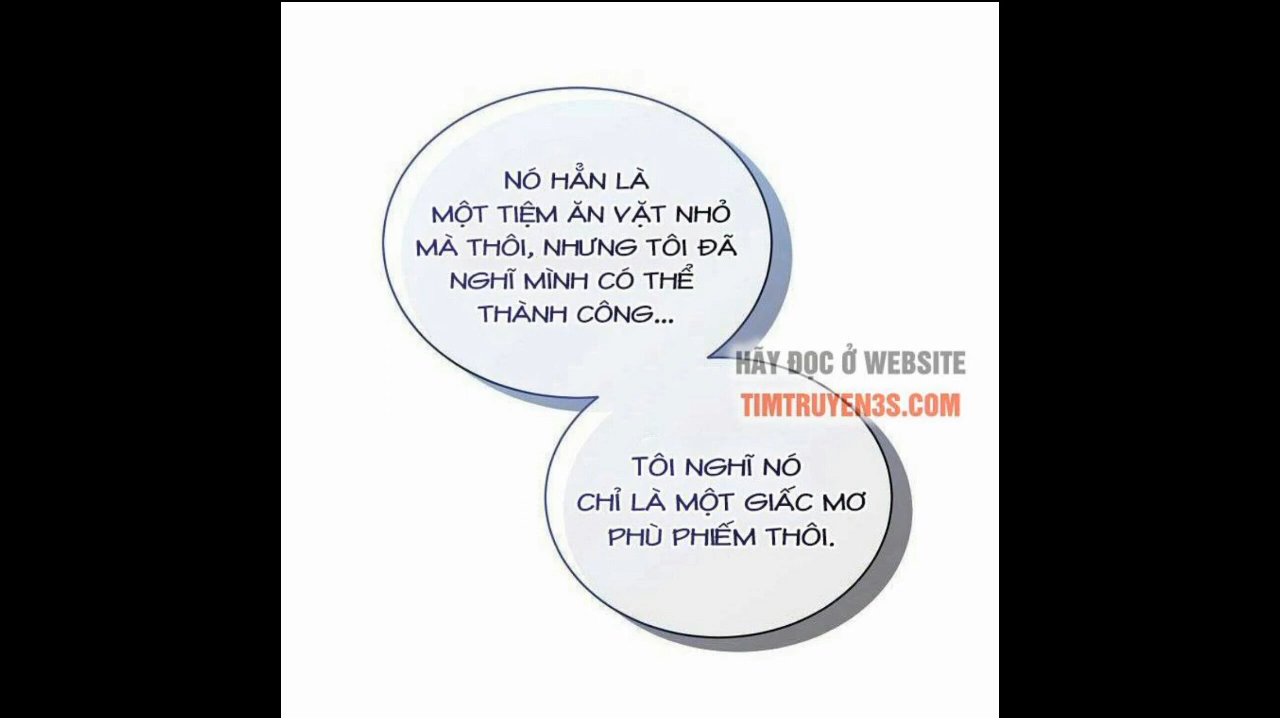 NÓ HẲN LÀ
MỘT TIỆM ĂN VẶT NHỎ
MÀ THÔI, NHƯNG TÔI ĐÃ
NGHĨ MÌNH CÓ THỂ
THÀNH CÔNG...
HÃY ĐỌC Ở WEBSITE
TIMTRUYEN3S.COM
TÔI NGHĨ NÓ
CHỈ LÀ MỘT GIẤC MƠ
PHÙ PHIẾM THÔI.